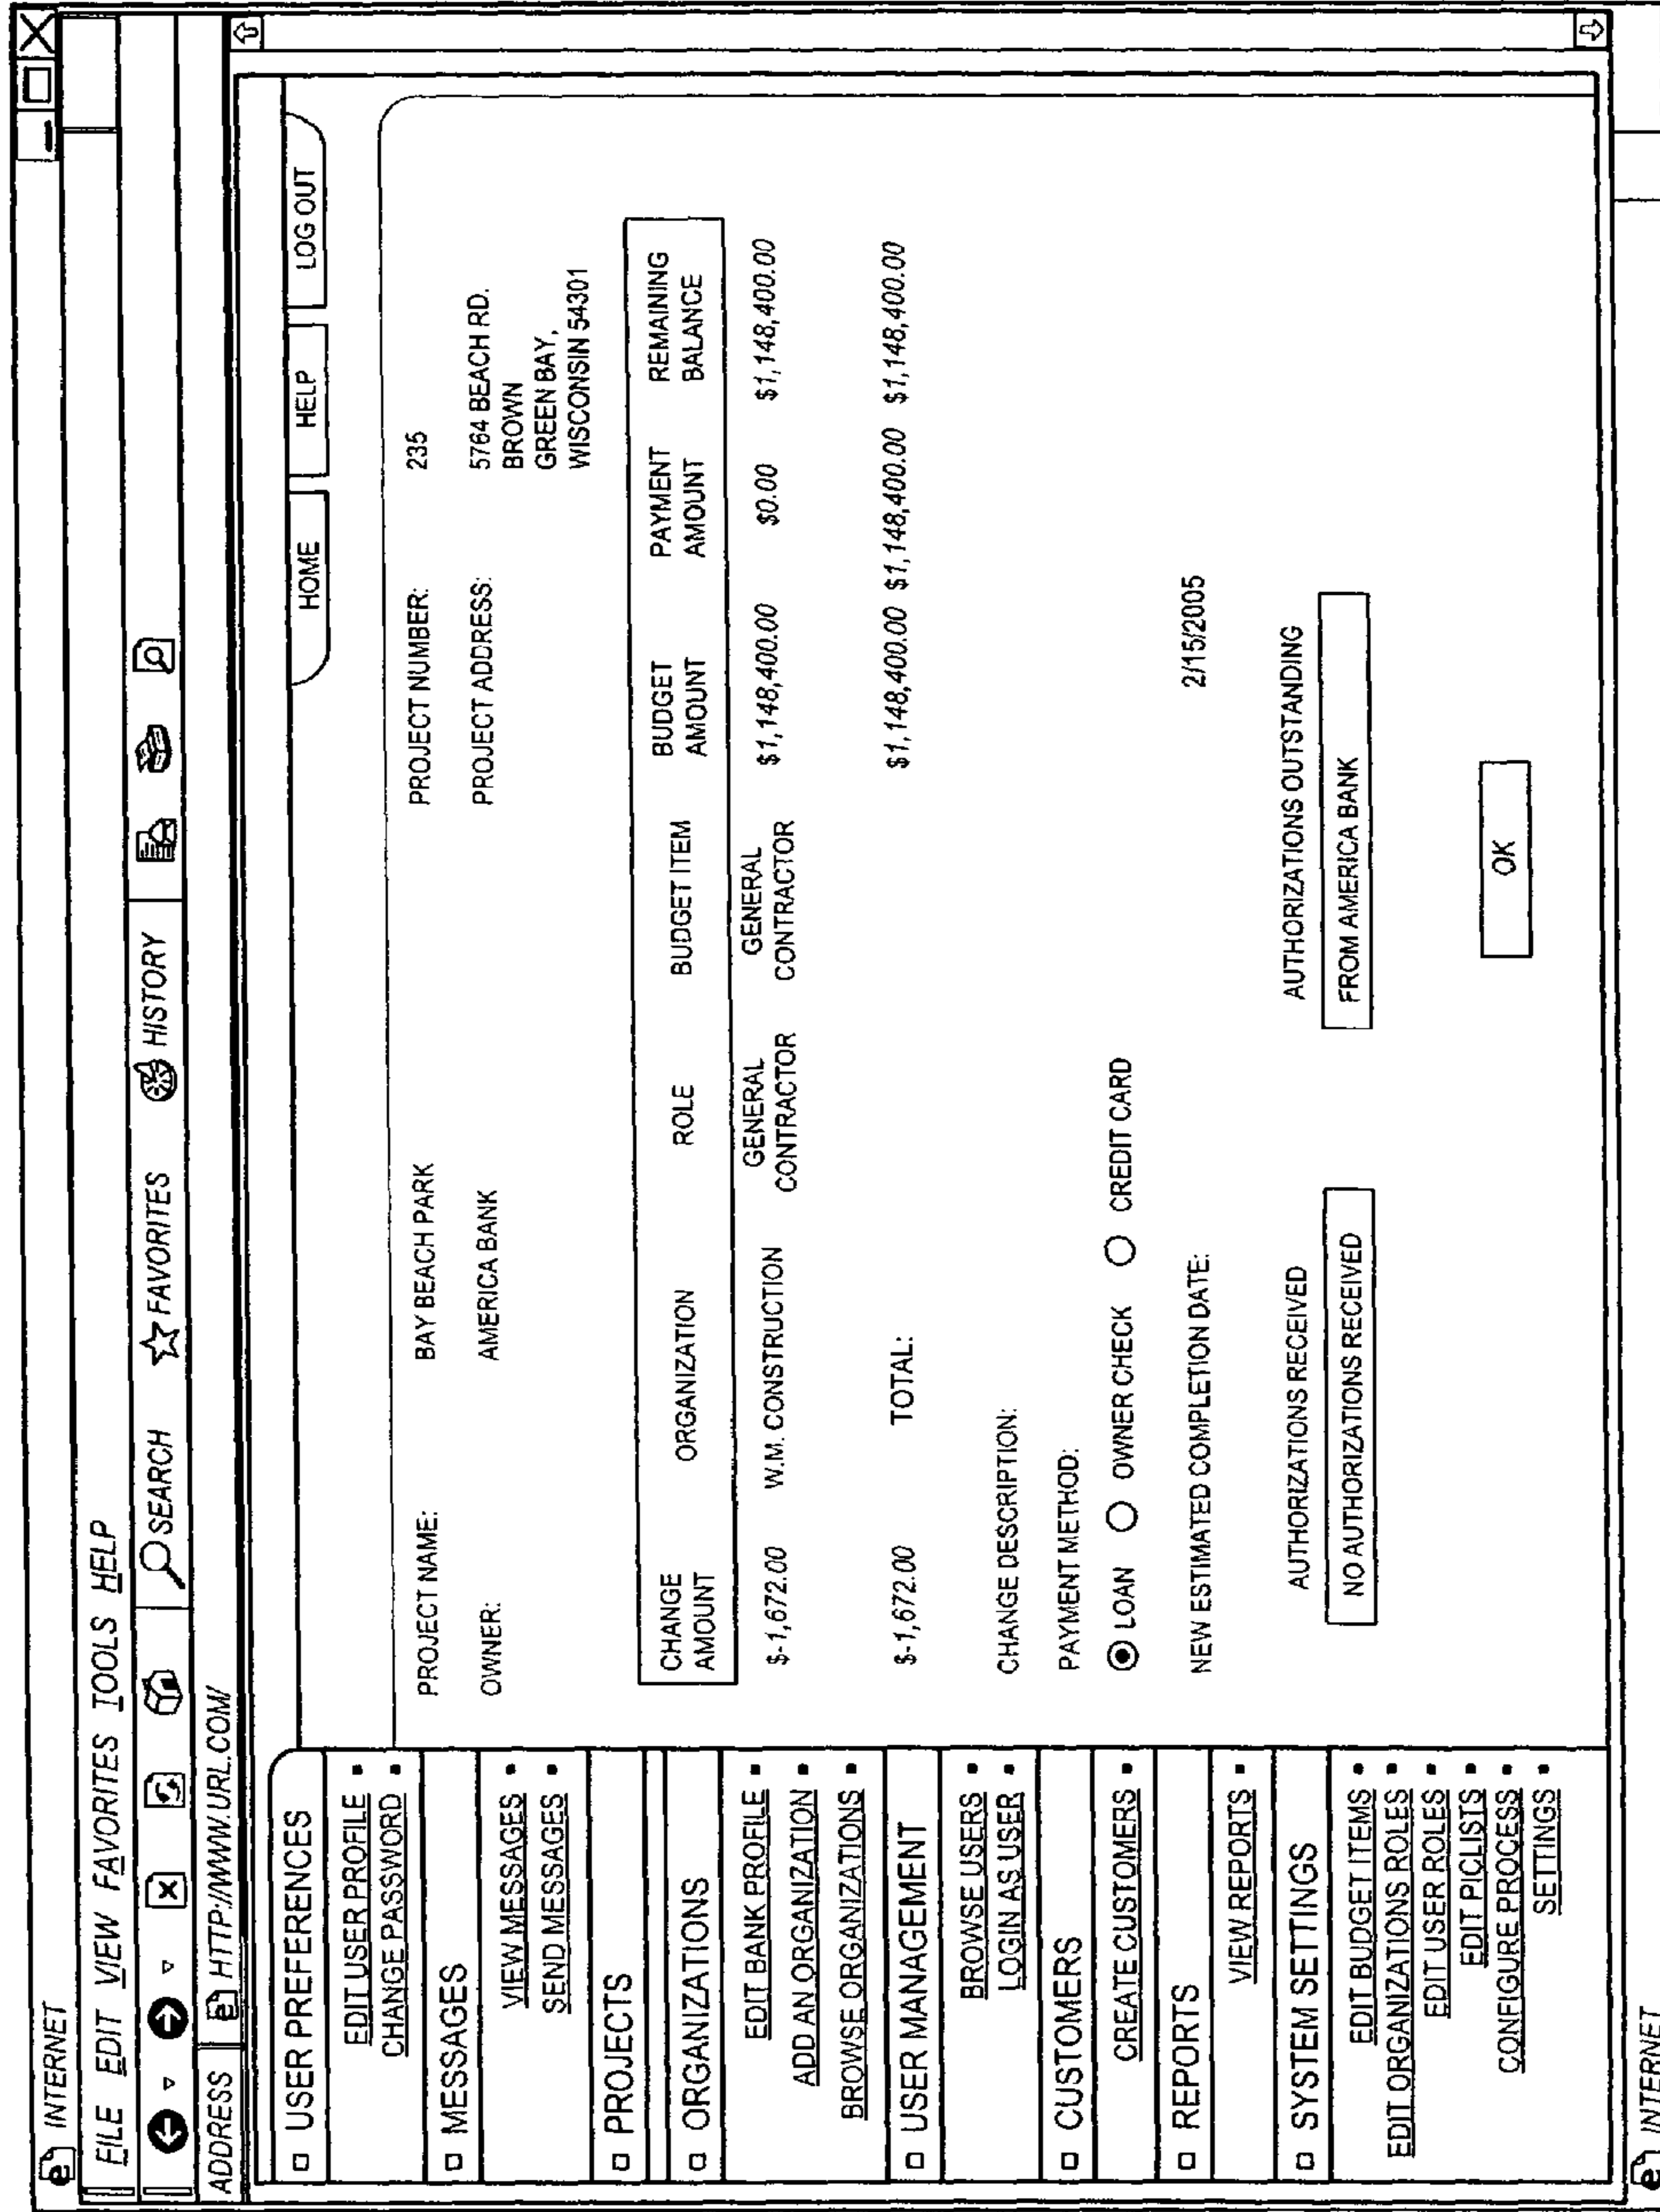 INTERNET
FILE EDIT VIEW FAVORITES TOOLS HELP
SEARCH FAVORITES HISTORY
ADDRESS HTTP://WWW.URL.COM/
HOME HELP LOG OUT
USER PREFERENCES
EDIT USER PROFILE
CHANGE PASSWORD
MESSAGES
VIEW MESSAGES
SEND MESSAGES
PROJECTS
ORGANIZATIONS
EDIT BANK PROFILE
ADD AN ORGANIZATION
BROWSE ORGANIZATIONS
USER MANAGEMENT
BROWSE USERS
LOGIN AS USER
CUSTOMERS
CREATE CUSTOMERS
REPORTS
VIEW REPORTS
SYSTEM SETTINGS
EDIT BUDGET ITEMS
EDIT ORGANIZATIONS ROLES
EDIT USER ROLES
EDIT PICLISTS
CONFIGURE PROCESS
SETTINGS
PROJECT NAME: BAY BEACH PARK PROJECT NUMBER: 235
OWNER: AMERICA BANK PROJECT ADDRESS: 5764 BEACH RD.
BROWN
GREEN BAY,
WISCONSIN 54301
CHANGE ORGANIZATION ROLE BUDGET ITEM BUDGET PAYMENT REMAINING
AMOUNT AMOUNT AMOUNT BALANCE
GENERAL GENERAL
$-1,672.00 W.M. CONSTRUCTION CONTRACTOR CONTRACTOR $1,148,400.00 $0.00 $1,148,400.00
$-1,672.00 TOTAL: $1,148,400.00 $1,148,400.00 $1,148,400.00
CHANGE DESCRIPTION:
PAYMENT METHOD:
LOAN OWNER CHECK CREDIT CARD
NEW ESTIMATED COMPLETION DATE: 2/15/2005
AUTHORIZATIONS RECEIVED AUTHORIZATIONS OUTSTANDING
NO AUTHORIZATIONS RECEIVED FROM AMERICA BANK
OK
INTERNET